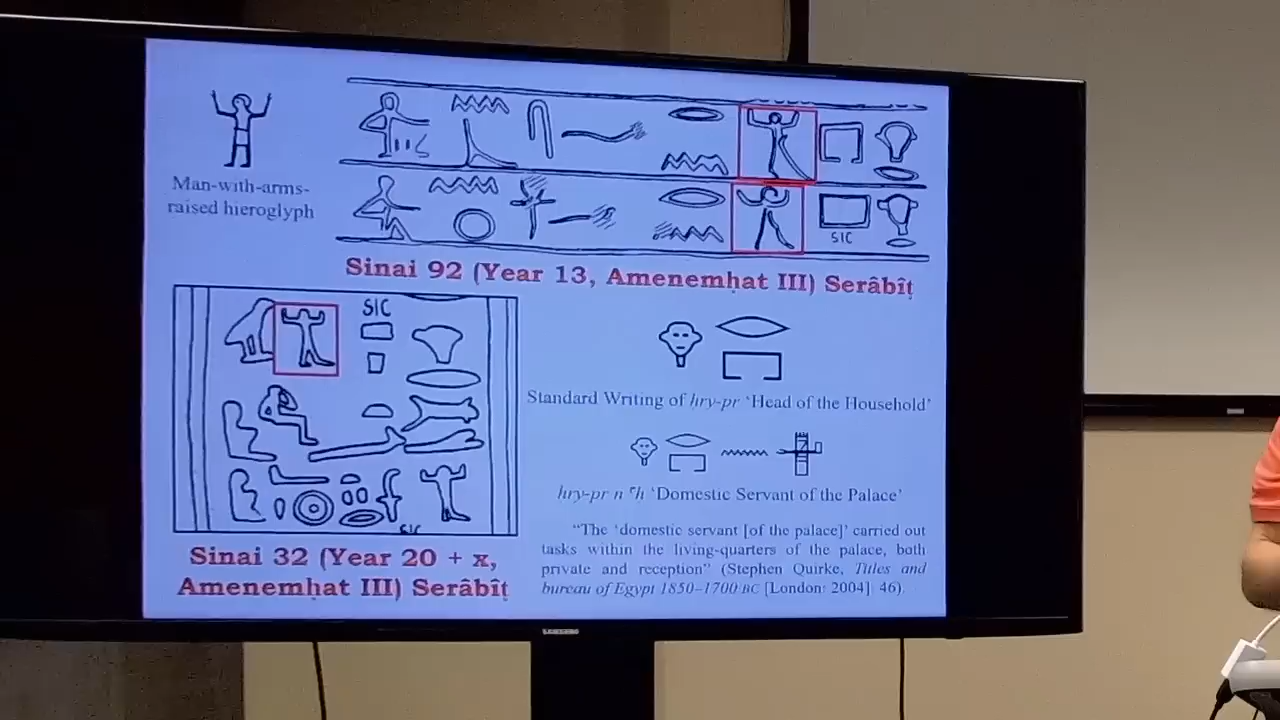 Man-with-arms-
raised hieroglyph
SIC
Sinai 92 (Year 13, Amenemḥat III) Serâbîṭ
SIC
SIC
Sinai 32 (Year 20 + x,
Amenemḥat III) Serâbîṭ
Standard Writing of hry-pr ‘Head of the Household’
hry-pr n ‘Domestic Servant of the Palace’
“The ‘domestic servant [of the palace]’ carried out
tasks within the living-quarters of the palace, both
private and reception” (Stephen Quirke, Titles and
bureau of Egypt 1850–1700 BC [London: 2004] 46).
SAMSUNG